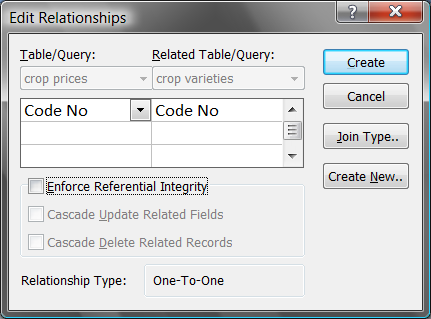 Edit Relationships
?
Table/Query: Related Table/Query:
crop prices crop varieties
Create
Code No Code No
Cancel
Join Type..
Create New..
Enforce Referential Integrity
Cascade Update Related Fields
Cascade Delete Related Records
Relationship Type: One-To-One